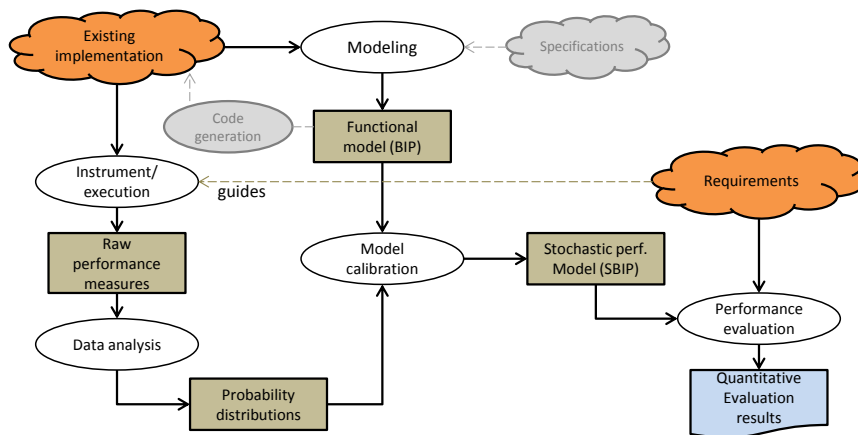 Existing
implementation
Modeling
Specifications
Code
generation
Functional
model (BIP)
Instrument/
execution
guides
Requirements
Raw
performance
measures
Model
calibration
Stochastic perf.
Model (SBIP)
Performance
evaluation
Data analysis
Probability
distributions
Quantitative
Evaluation
results